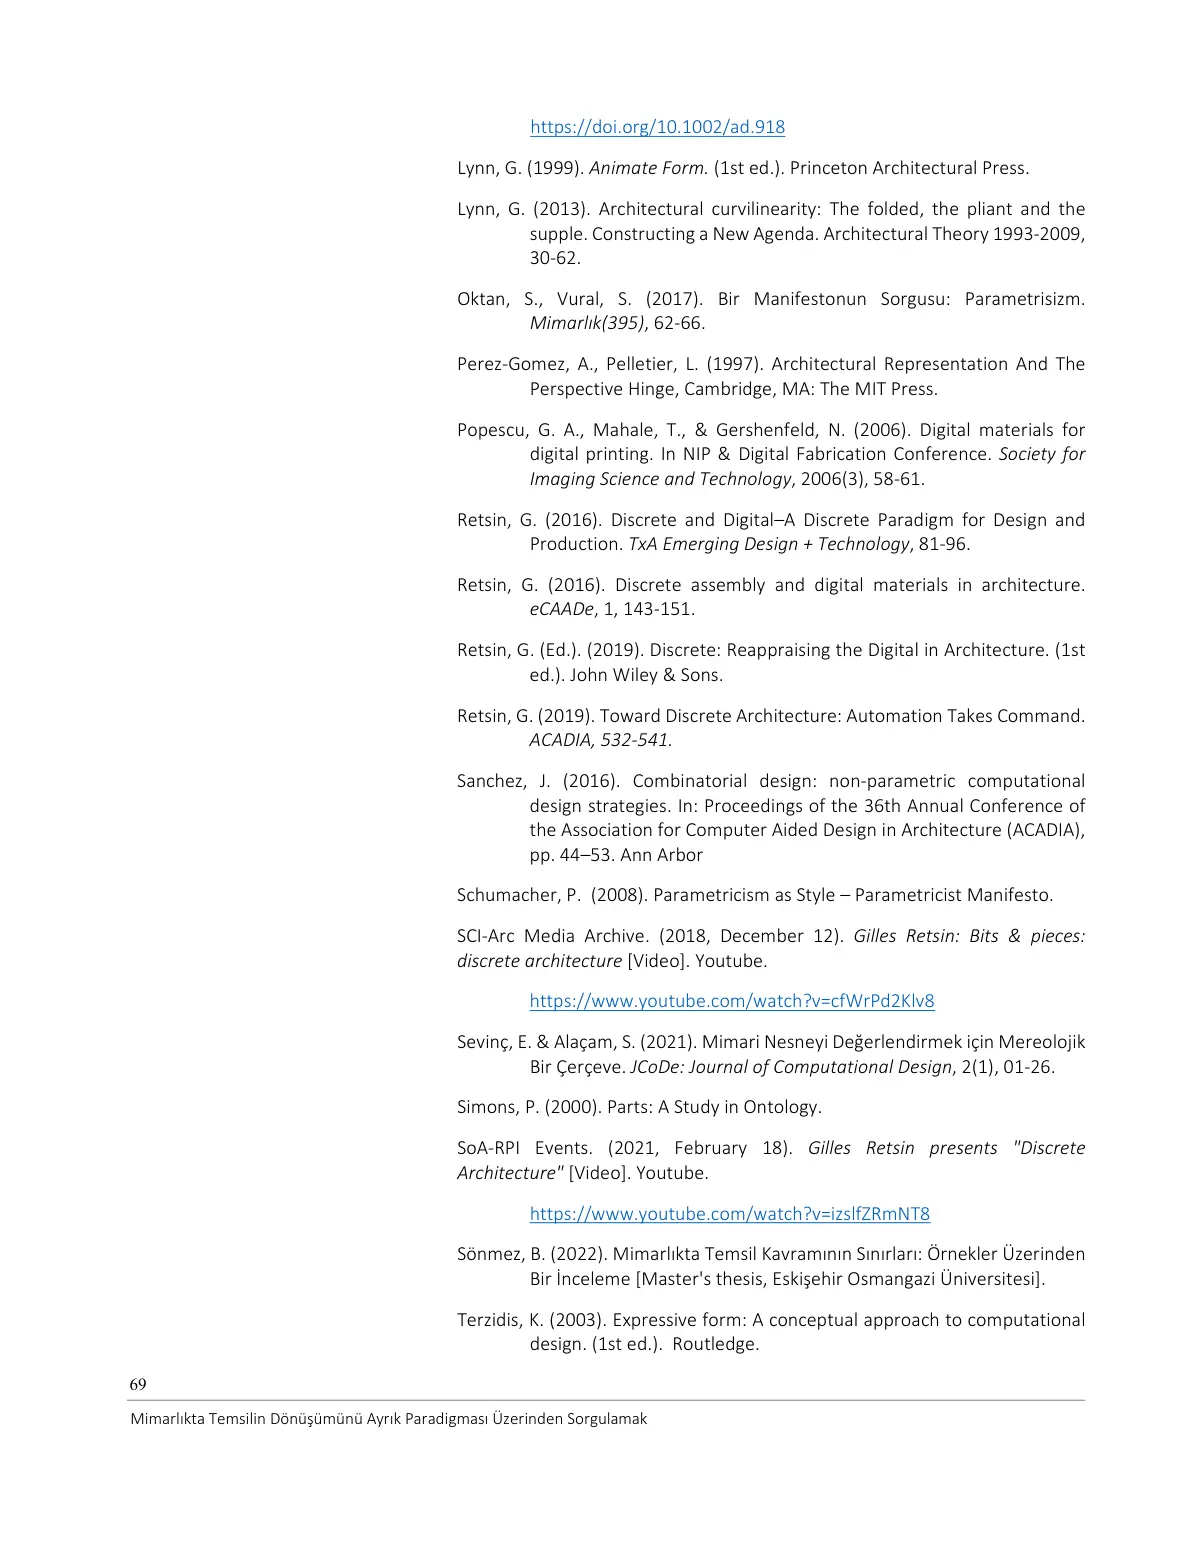 https://doi.org/10.1002/ad.918
Lynn, G. (1999). Animate Form. (1st ed.). Princeton Architectural Press.
Lynn, G. (2013). Architectural curvilinearity: The folded, the pliant and the
supple. Constructing a New Agenda. Architectural Theory 1993-2009,
30-62.
Oktan, S., Vural, S. (2017). Bir Manifestonun Sorgusu: Parametrisizm.
Mimarlık(395), 62-66.
Perez-Gomez, A., Pelletier, L. (1997). Architectural Representation And The
Perspective Hinge, Cambridge, MA: The MIT Press.
Popescu, G. A., Mahale, T., & Gershenfeld, N. (2006). Digital materials for
digital printing. In NIP & Digital Fabrication Conference. Society for
Imaging Science and Technology, 2006(3), 58-61.
Retsin, G. (2016). Discrete and Digital–A Discrete Paradigm for Design and
Production. TxA Emerging Design + Technology, 81-96.
Retsin, G. (2016). Discrete assembly and digital materials in architecture.
eCAADe, 1, 143-151.
Retsin, G. (Ed.). (2019). Discrete: Reappraising the Digital in Architecture. (1st
ed.). John Wiley & Sons.
Retsin, G. (2019). Toward Discrete Architecture: Automation Takes Command.
ACADIA, 532-541.
Sanchez, J. (2016). Combinatorial design: non-parametric computational
design strategies. In: Proceedings of the 36th Annual Conference of
the Association for Computer Aided Design in Architecture (ACADIA),
pp. 44–53. Ann Arbor
Schumacher, P.  (2008). Parametricism as Style – Parametricist Manifesto.
SCI-Arc Media Archive. (2018, December 12). Gilles Retsin: Bits & pieces:
discrete architecture [Video]. Youtube.
https://www.youtube.com/watch?v=cfWrPd2Klv8
Sevinç, E. & Alaçam, S. (2021). Mimari Nesneyi Değerlendirmek için Mereolojik
Bir Çerçeve. JCoDe: Journal of Computational Design, 2(1), 01-26.
Simons, P. (2000). Parts: A Study in Ontology.
SoA-RPI Events. (2021, February 18). Gilles Retsin presents "Discrete
Architecture" [Video]. Youtube.
https://www.youtube.com/watch?v=izslfZRmNT8
Sönmez, B. (2022). Mimarlıkta Temsil Kavramının Sınırları: Örnekler Üzerinden
Bir İnceleme [Master's thesis, Eskişehir Osmangazi Üniversitesi].
Terzidis, K. (2003). Expressive form: A conceptual approach to computational
design. (1st ed.).  Routledge.
69
Mimarlıkta Temsilin Dönüşümünü Ayrık Paradigması Üzerinden Sorgulamak